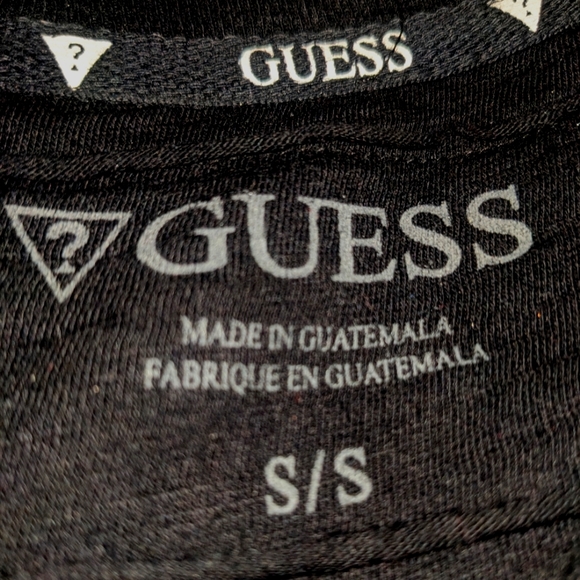 ? GUESS ?
? GUESS
MADE IN GUATEMALA
FABRIQUE EN GUATEMALA
S/S